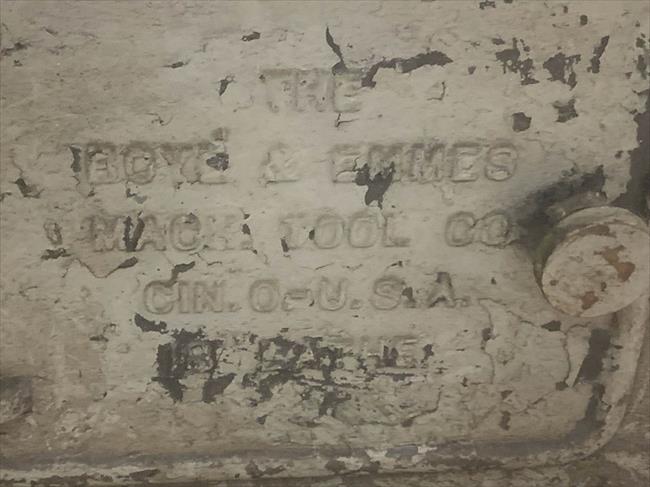 THE
BOYE & EMMES
MACH. TOOL CO
CIN. O.-U.S.A.